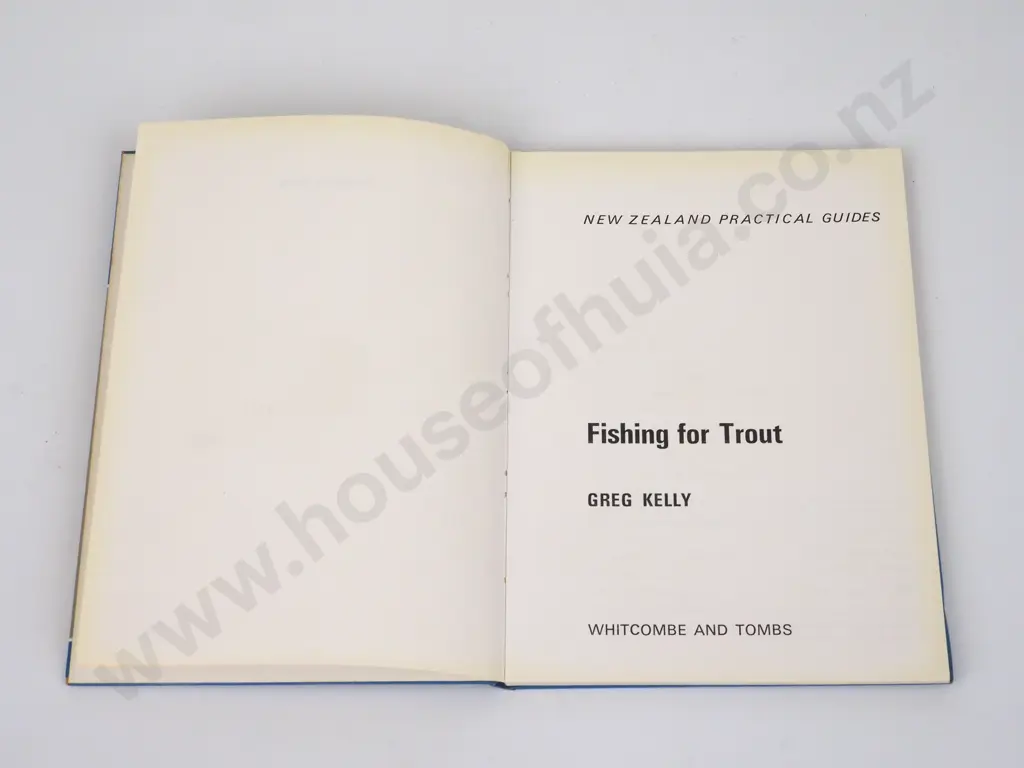 NEW ZEALAND PRACTICAL GUIDES
Fishing for Trout
GREG KELLY
WHITCOMBE AND TOMBS
www.houseofhuia.co.nz